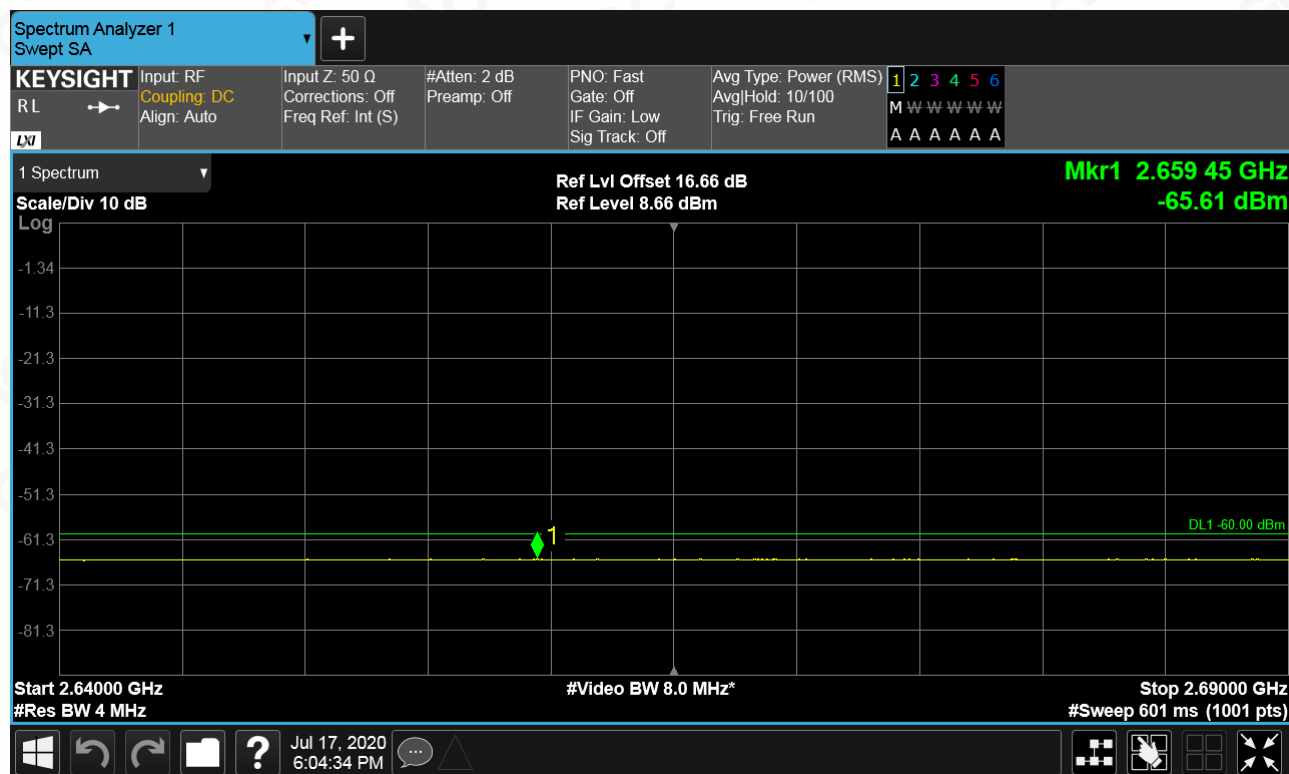 Spectrum Analyzer 1
Swept SA
▼
+
KEYSIGHT
R L
LXI
Input: RF
Coupling: DC
Align: Auto
Input Z: 50 Ω
Corrections: Off
Freq Ref: Int (S)
#Atten: 2 dB
Preamp: Off
PNO: Fast
Gate: Off
IF Gain: Low
Sig Track: Off
Avg Type: Power (RMS)
Avg|Hold: 10/100
Trig: Free Run
1 2 3 4 5 6
M W W W W W
A A A A A A
1 Spectrum
▼
Scale/Div 10 dB
Ref Lvl Offset 16.66 dB
Ref Level 8.66 dBm
Mkr1 2.659 45 GHz
-65.61 dBm
Log
-1.34
-11.3
-21.3
-31.3
-41.3
-51.3
-61.3
-71.3
-81.3
1
DL1 -60.00 dBm
Start 2.64000 GHz
#Res BW 4 MHz
#Video BW 8.0 MHz*
Stop 2.69000 GHz
#Sweep 601 ms (1001 pts)
?
Jul 17, 2020
6:04:34 PM